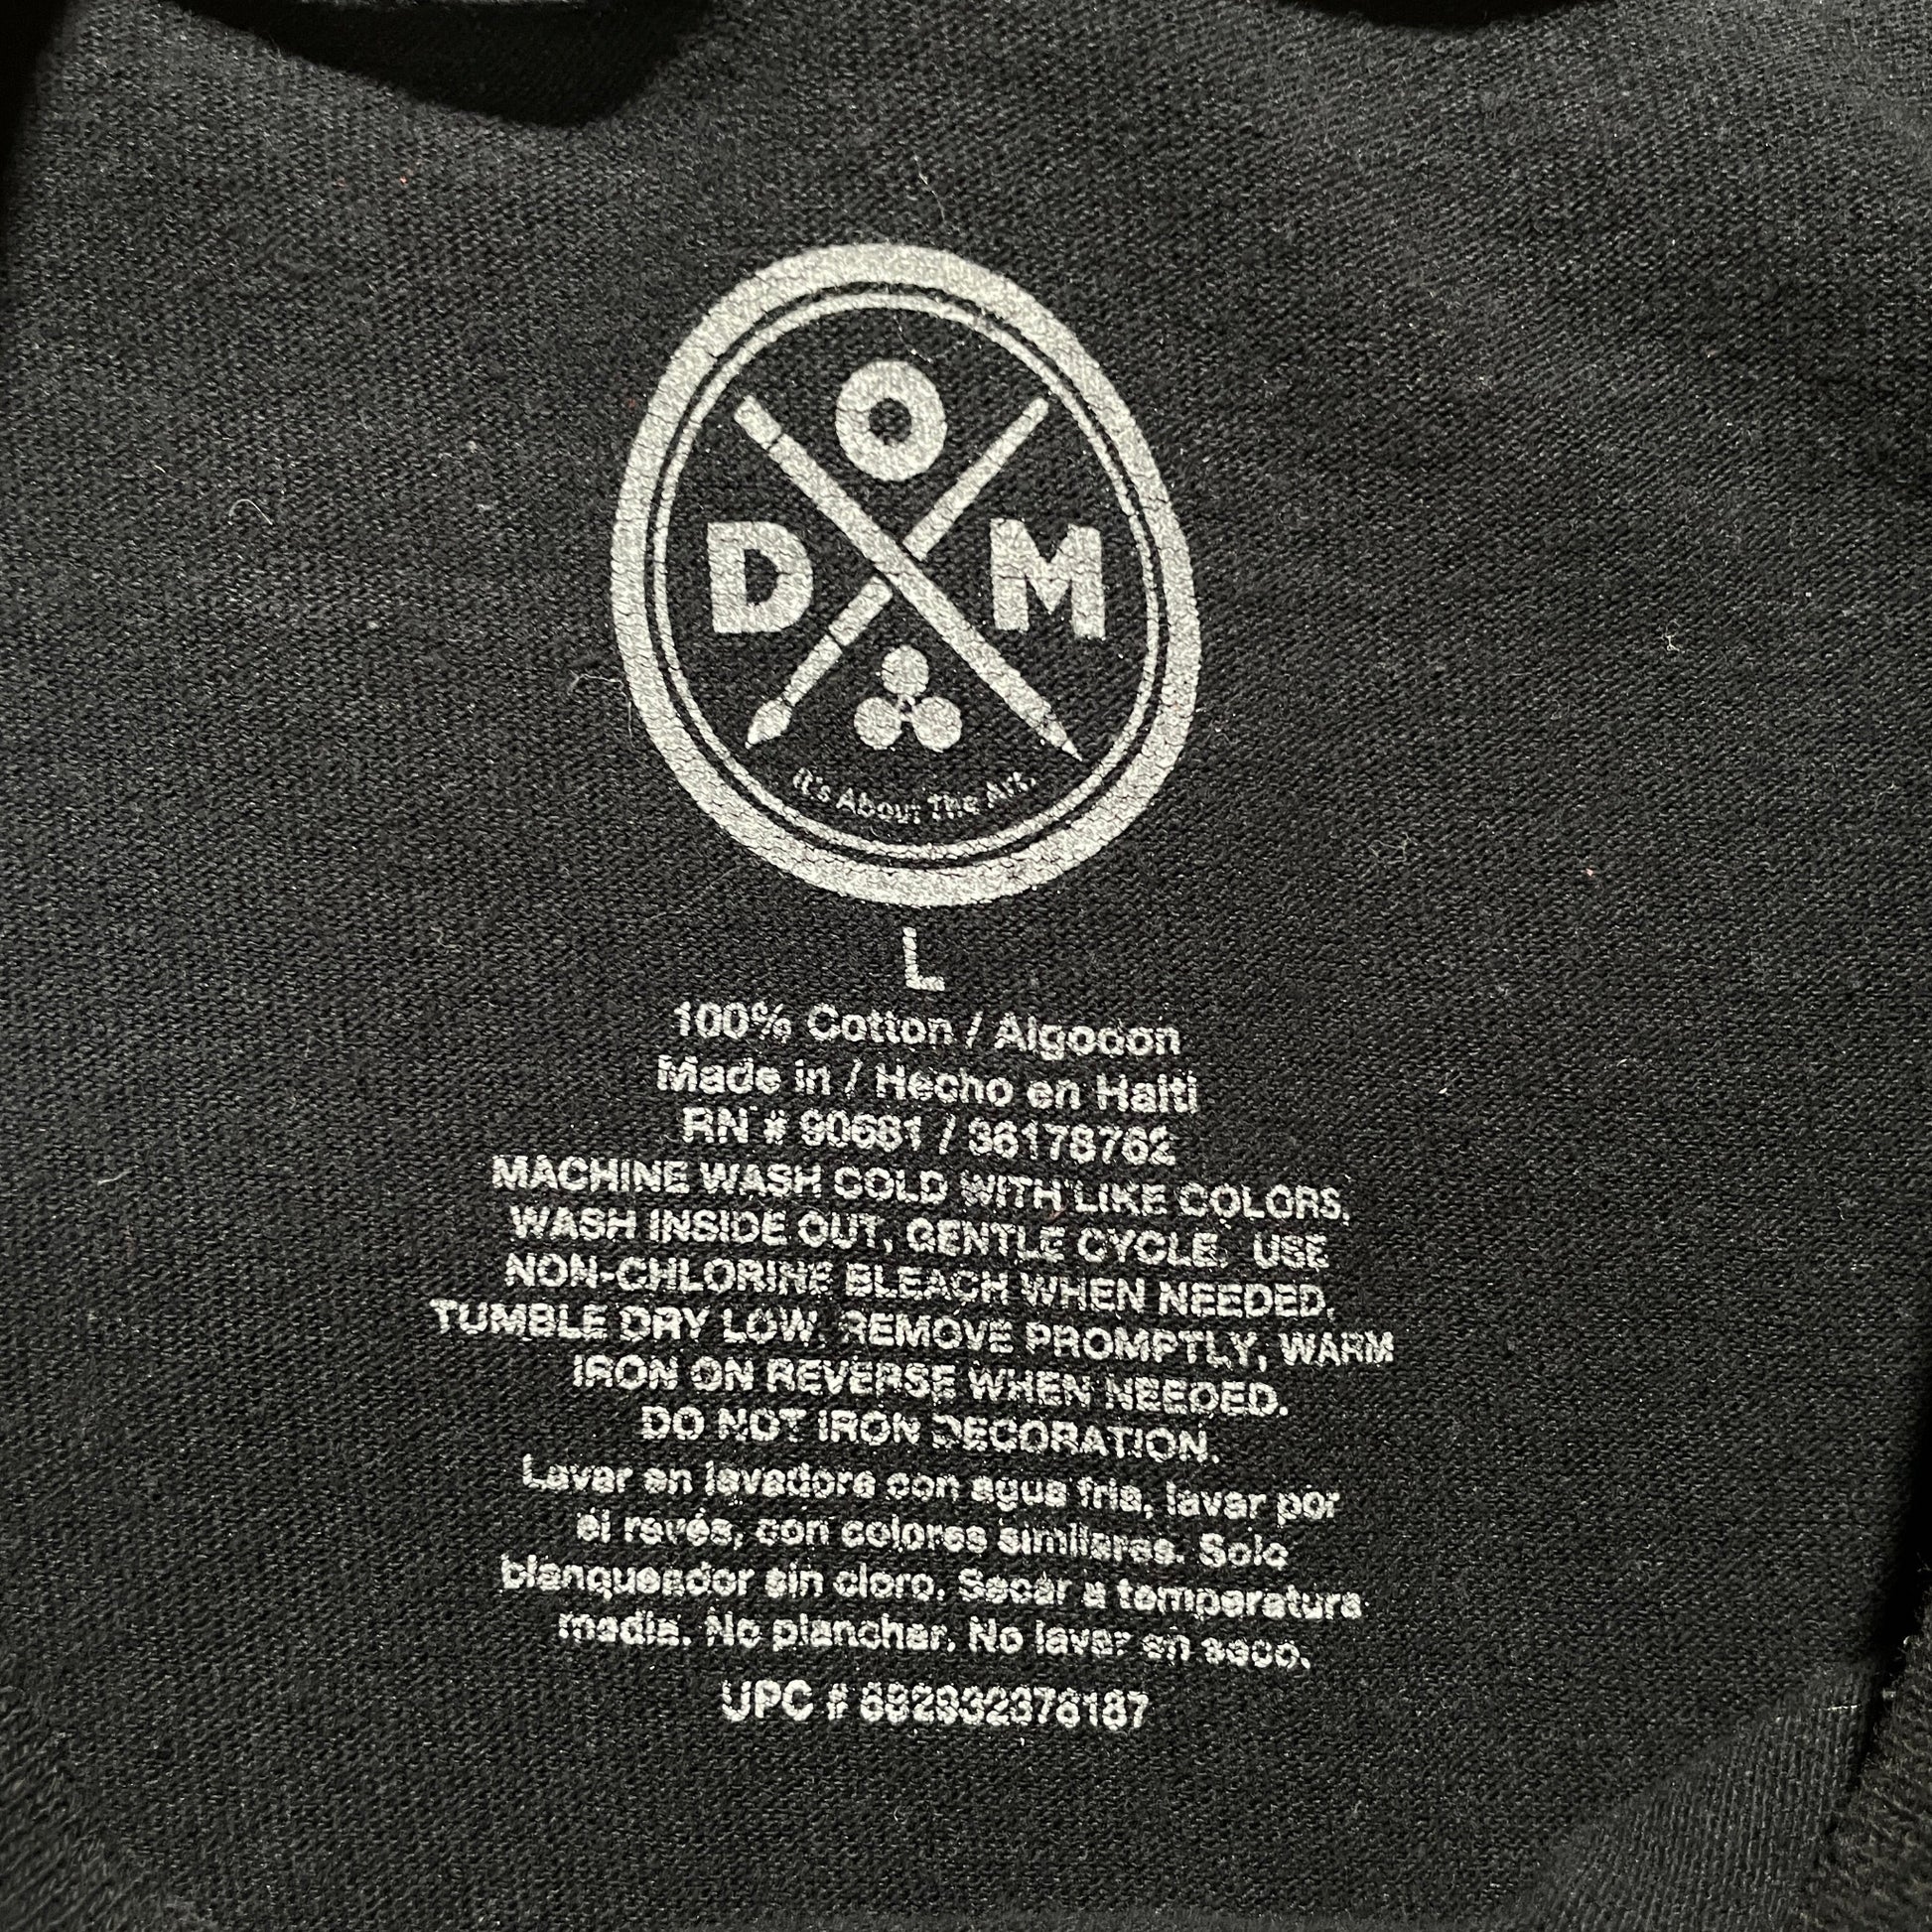 O
D M
It's About The Art.
L
100% Cotton / Algodon
Made in / Hecho en Haiti
RN # 90681 / 36178762
MACHINE WASH COLD WITH LIKE COLORS.
WASH INSIDE OUT, GENTLE CYCLE. USE
NON-CHLORINE BLEACH WHEN NEEDED.
TUMBLE DRY LOW. REMOVE PROMPTLY, WARM
IRON ON REVERSE WHEN NEEDED.
DO NOT IRON DECORATION.
Lavar en lavadora con agua fria, lavar por
el revés, con colores similares. Solo
blanqueador sin cloro. Secar a temperatura
media. No planchar. No lavar en seco.
UPC #